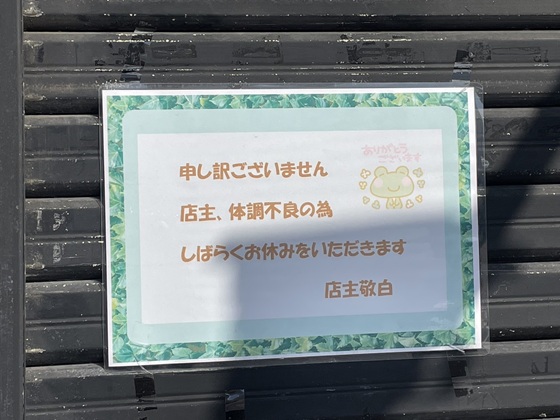 ありがとう
ございます
申し訳ございません
店主、体調不良の為
しばらくお休みをいただきます
店主敬白